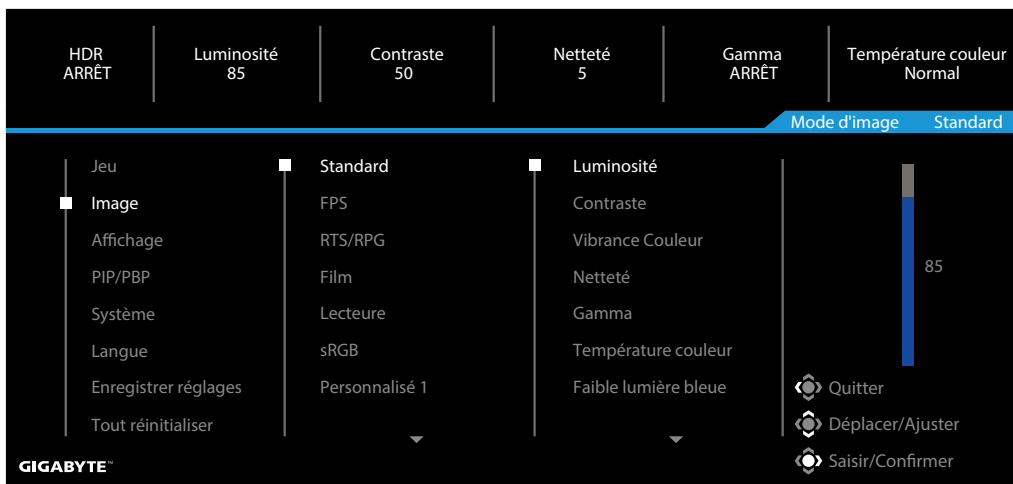 HDR
ARRÊT
Luminosité
85
Contraste
50
Netteté
5
Gamma
ARRÊT
Température couleur
Normal
Mode d'image Standard
Jeu
Image
Affichage
PIP/PBP
Système
Langue
Enregistrer réglages
Tout réinitialiser
Standard
FPS
RTS/RPG
Film
Lecteure
sRGB
Personnalisé 1
Luminosité
Contraste
Vibrance Couleur
Netteté
Gamma
Température couleur
Faible lumière bleue
85
Quitter
Déplacer/Ajuster
Saisir/Confirmer
GIGABYTE™